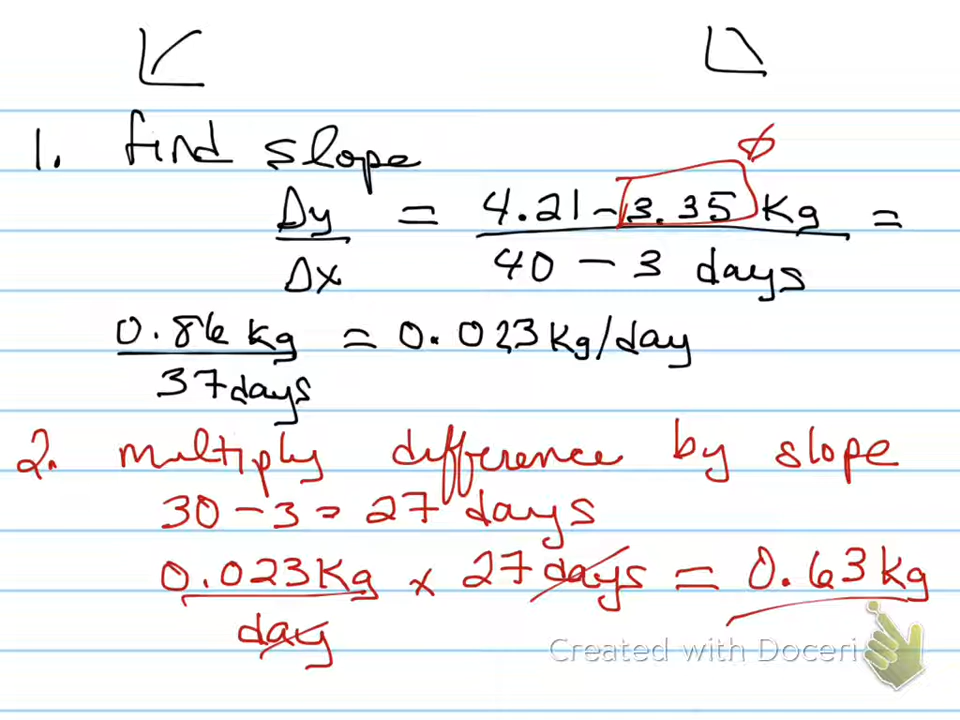 1. find slope
φ
Δy/Δx = 4.21-3.35 Kg / 40 - 3 days =
0.86 kg / 37 days = 0.023 Kg/day
2. multiply difference by slope
30 - 3 = 27 days
0.023 Kg / day × 27 days = 0.63 kg
Created with Doceri